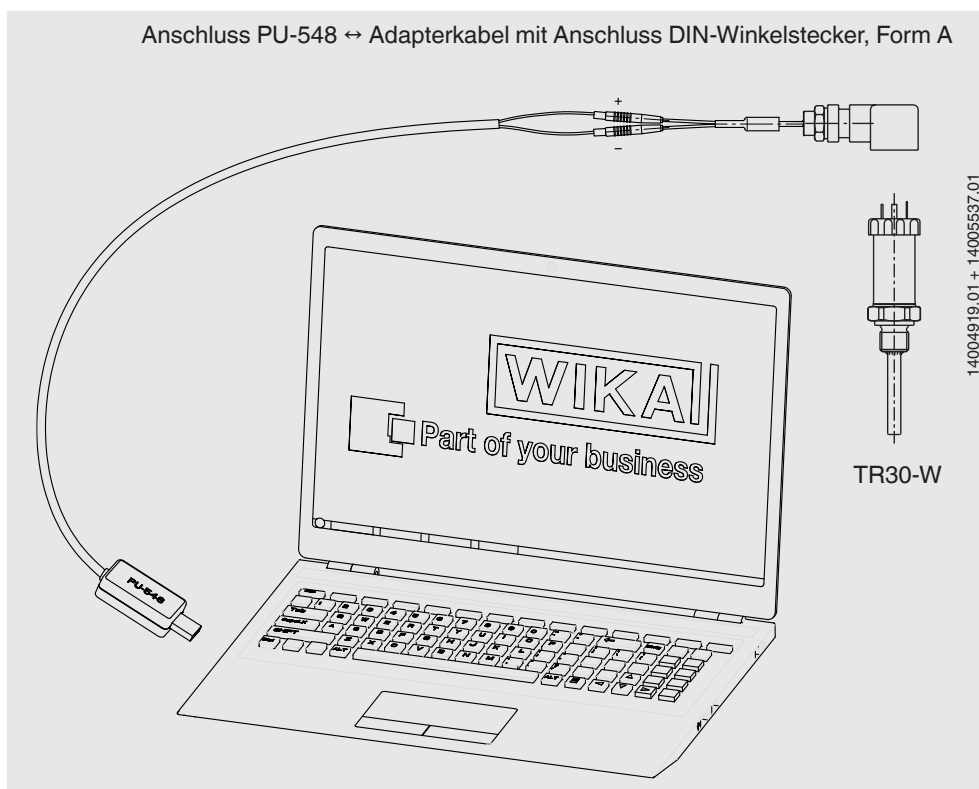 Anschluss PU-548 ↔ Adapterkabel mit Anschluss DIN-Winkelstecker, Form A
+
–
14004919.01 + 14005537.01
WIKA
Part of your business
TR30-W
PU-548